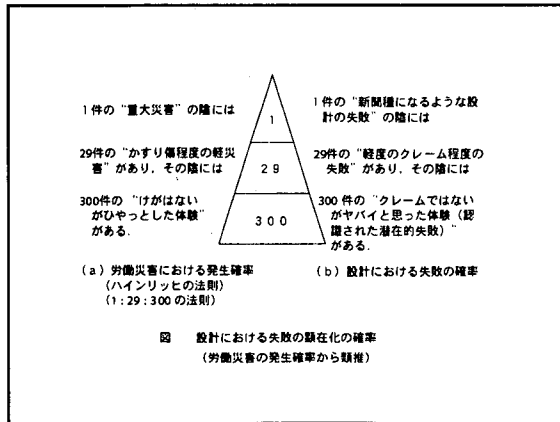 1件の“重大災害”の陰には
29件の“かすり傷程度の軽災
害”があり，その陰には
300件の“けがはない
がひやっとした体験”
がある．
1
29
300
1件の“新聞種になるような設
計の失敗”の陰には
29件の“軽度のクレーム程度の
失敗”があり，その陰には
300件の“クレームではない
がヤバイと思った体験（認
識された潜在的失敗）”
がある．
(a) 労働災害における発生確率
（ハインリッヒの法則）
（1：29：300の法則）
(b) 設計における失敗の確率
図 設計における失敗の顕在化の確率
（労働災害の発生確率から類推）